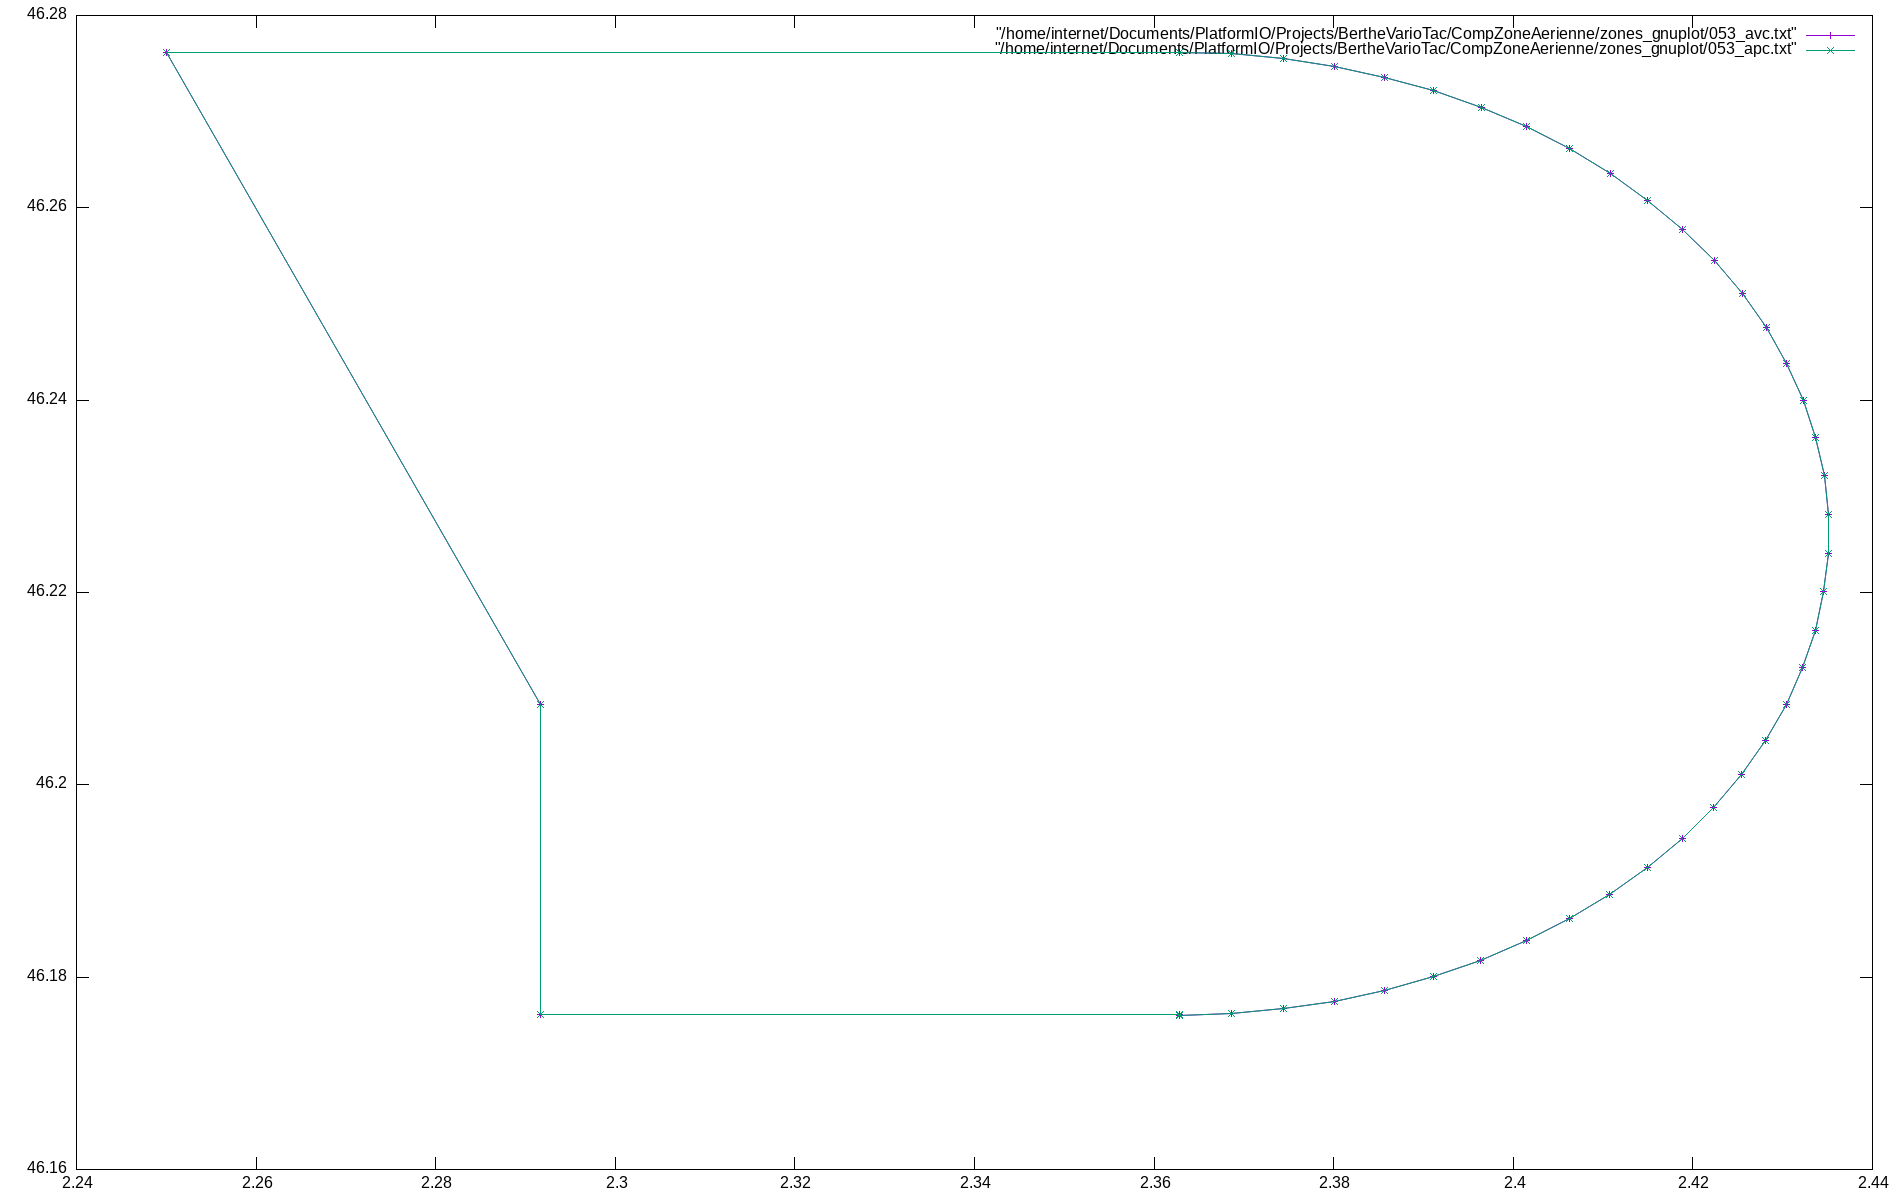 46.28
"/home/internet/Documents/PlatformIO/Projects/BertheVarioTac/CompZoneAerienne/zones_gnuplot/053_avc.txt"
"/home/internet/Documents/PlatformIO/Projects/BertheVarioTac/CompZoneAerienne/zones_gnuplot/053_apc.txt"
46.26
46.24
46.22
46.2
46.18
46.16
2.24 2.26 2.28 2.3 2.32 2.34 2.36 2.38 2.4 2.42 2.44